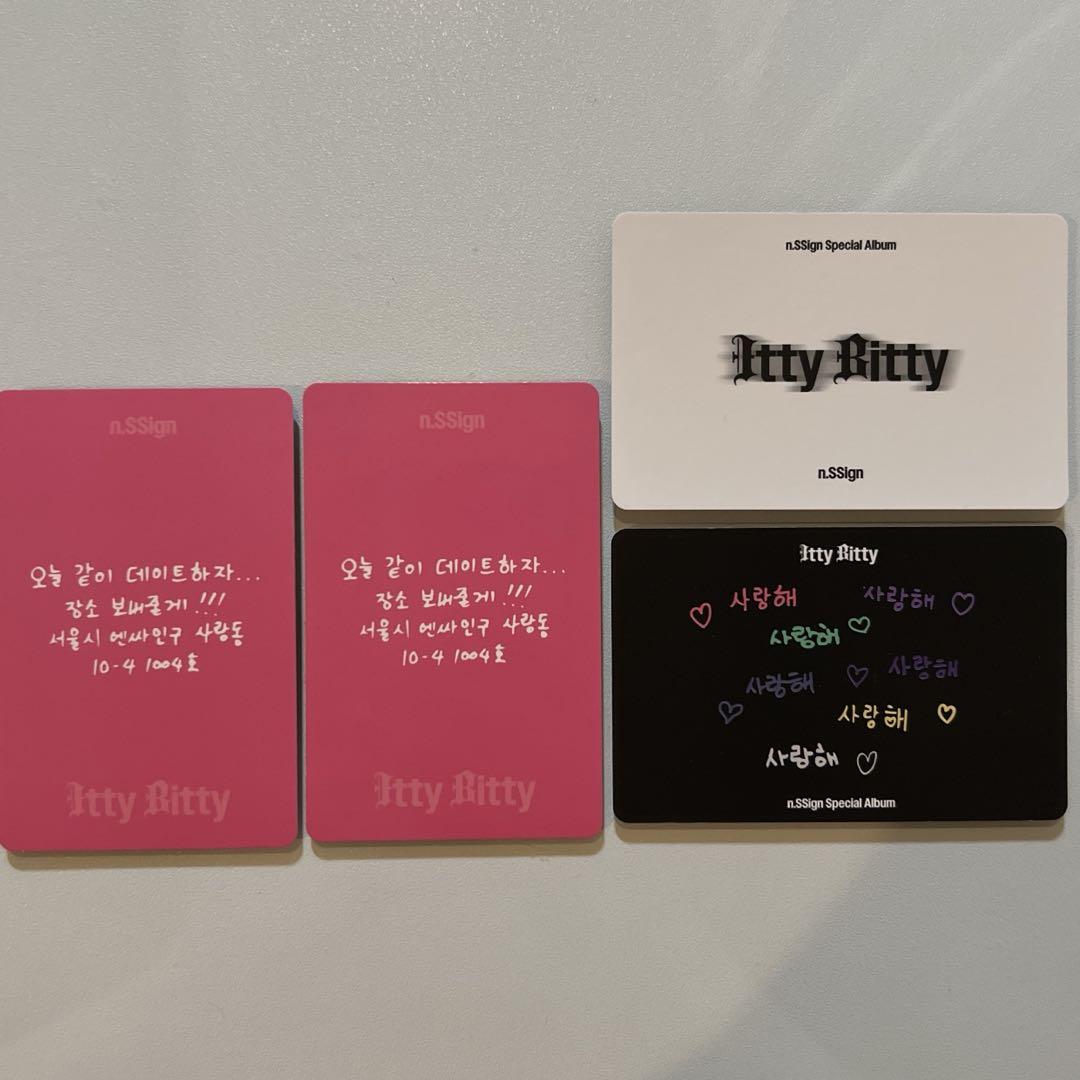 n.SSign
오늘 같이 데이트하자...
장소 보내줄게 !!!
서울시 엔싸인구 사랑동
10-4 1004호
Itty Bitty
n.SSign
오늘 같이 데이트하자...
장소 보내줄게 !!!
서울시 엔싸인구 사랑동
10-4 1004호
Itty Bitty
n.SSign Special Album
Itty Bitty
n.SSign
Itty Bitty
♡ 사랑해 사랑해 ♡
사랑해 ♡
사랑해 ♡ 사랑해
♡ 사랑해 ♡
사랑해 ♡
n.SSign Special Album